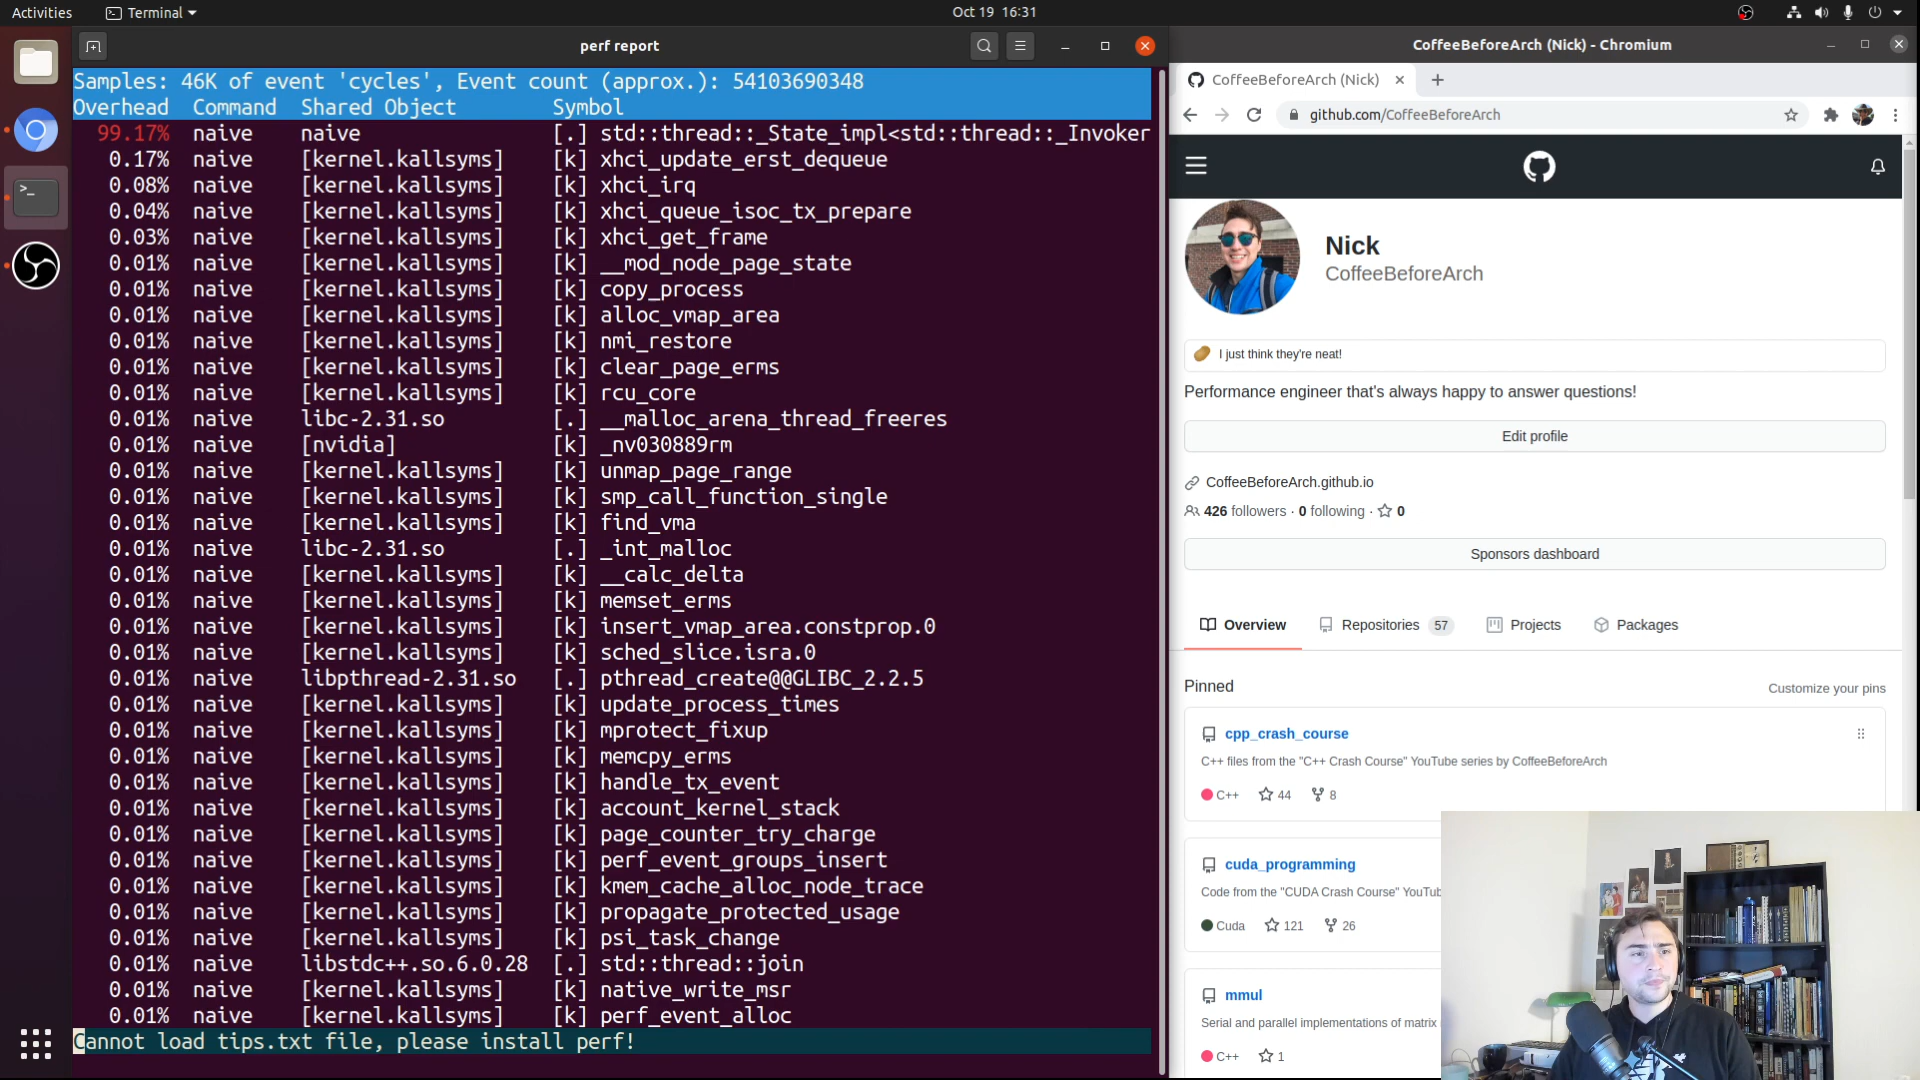 Activities
Terminal
Oct 19 16:31
perf report
Samples: 46K of event 'cycles', Event count (approx.): 54103690348
Overhead Command Shared Object Symbol
99.17% naive naive [.] std::thread::_State_impl<std::thread::_Invoker
0.17% naive [kernel.kallsyms] [k] xhci_update_erst_dequeue
0.08% naive [kernel.kallsyms] [k] xhci_irq
0.04% naive [kernel.kallsyms] [k] xhci_queue_isoc_tx_prepare
0.03% naive [kernel.kallsyms] [k] xhci_get_frame
0.01% naive [kernel.kallsyms] [k] __mod_node_page_state
0.01% naive [kernel.kallsyms] [k] copy_process
0.01% naive [kernel.kallsyms] [k] alloc_vmap_area
0.01% naive [kernel.kallsyms] [k] nmi_restore
0.01% naive [kernel.kallsyms] [k] clear_page_erms
0.01% naive [kernel.kallsyms] [k] rcu_core
0.01% naive libc-2.31.so [.] __malloc_arena_thread_freeres
0.01% naive [nvidia] [k] _nv030889rm
0.01% naive [kernel.kallsyms] [k] unmap_page_range
0.01% naive [kernel.kallsyms] [k] smp_call_function_single
0.01% naive [kernel.kallsyms] [k] find_vma
0.01% naive libc-2.31.so [.] _int_malloc
0.01% naive [kernel.kallsyms] [k] __calc_delta
0.01% naive [kernel.kallsyms] [k] memset_erms
0.01% naive [kernel.kallsyms] [k] insert_vmap_area.constprop.0
0.01% naive [kernel.kallsyms] [k] sched_slice.isra.0
0.01% naive libpthread-2.31.so [.] pthread_create@@GLIBC_2.2.5
0.01% naive [kernel.kallsyms] [k] update_process_times
0.01% naive [kernel.kallsyms] [k] mprotect_fixup
0.01% naive [kernel.kallsyms] [k] memcpy_erms
0.01% naive [kernel.kallsyms] [k] handle_tx_event
0.01% naive [kernel.kallsyms] [k] account_kernel_stack
0.01% naive [kernel.kallsyms] [k] page_counter_try_charge
0.01% naive [kernel.kallsyms] [k] perf_event_groups_insert
0.01% naive [kernel.kallsyms] [k] kmem_cache_alloc_node_trace
0.01% naive [kernel.kallsyms] [k] propagate_protected_usage
0.01% naive [kernel.kallsyms] [k] psi_task_change
0.01% naive libstdc++.so.6.0.28 [.] std::thread::join
0.01% naive [kernel.kallsyms] [k] native_write_msr
0.01% naive [kernel.kallsyms] [k] perf_event_alloc
Cannot load tips.txt file, please install perf!
CoffeeBeforeArch (Nick) - Chromium
CoffeeBeforeArch (Nick)
github.com/CoffeeBeforeArch
Nick
CoffeeBeforeArch
I just think they're neat!
Performance engineer that's always happy to answer questions!
Edit profile
CoffeeBeforeArch.github.io
426 followers · 0 following · 0
Sponsors dashboard
Overview Repositories 57 Projects Packages
Pinned
Customize your pins
cpp_crash_course
C++ files from the "C++ Crash Course" YouTube series by CoffeeBeforeArch
C++ 44 8
cuda_programming
Code from the "CUDA Crash Course" YouTub
Cuda 121 26
mmul
Serial and parallel implementations of matrix
C++ 1